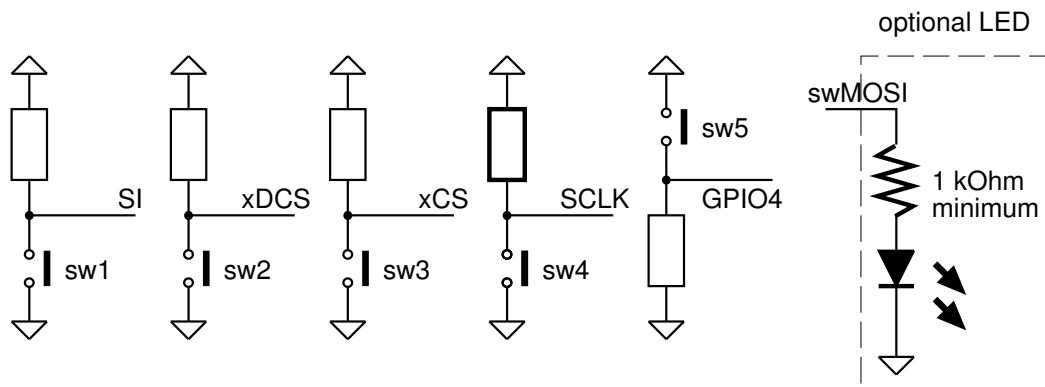 optional LED
swMOSI
sw5
SI
xDCS
xCS
SCLK
GPIO4
1 kOhm
minimum
sw1
sw2
sw3
sw4